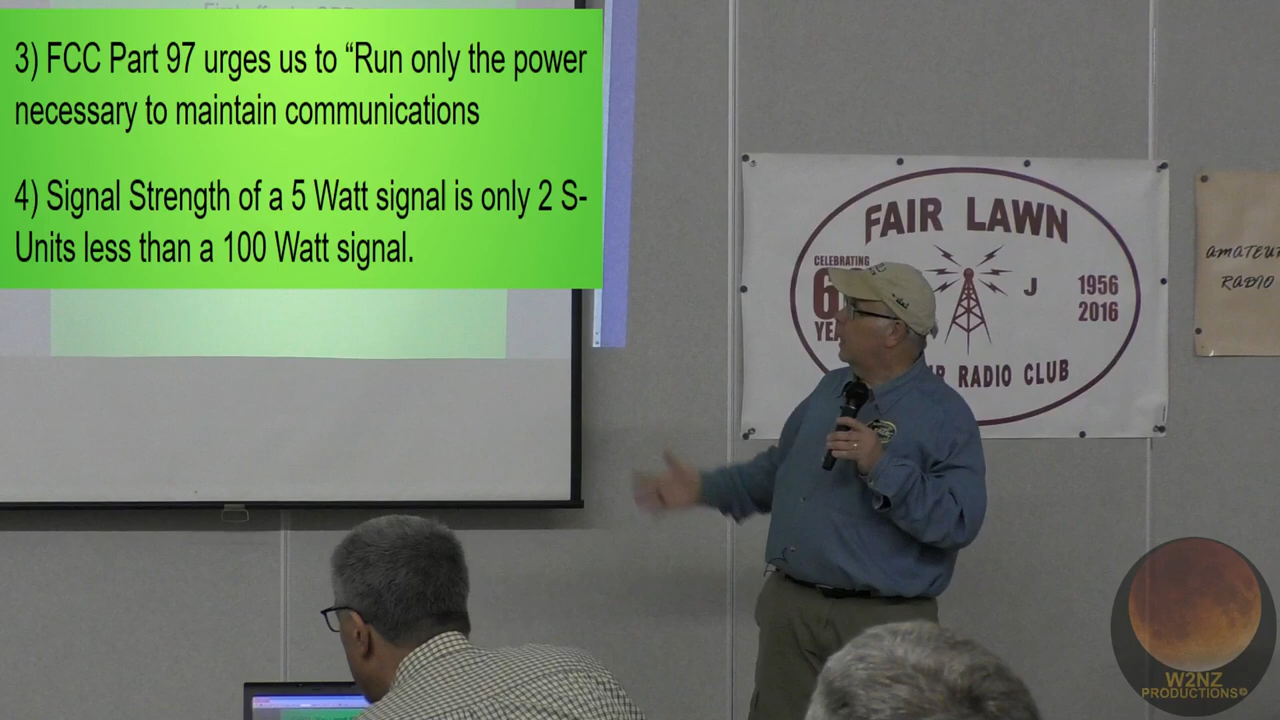 3) FCC Part 97 urges us to “Run only the power
necessary to maintain communications
4) Signal Strength of a 5 Watt signal is only 2 S-
Units less than a 100 Watt signal.
FAIR LAWN
CELEBRATING
6
YEA
J
1956
2016
RADIO CLUB
AMATEUR
RADIO
W2NZ
PRODUCTIONS©